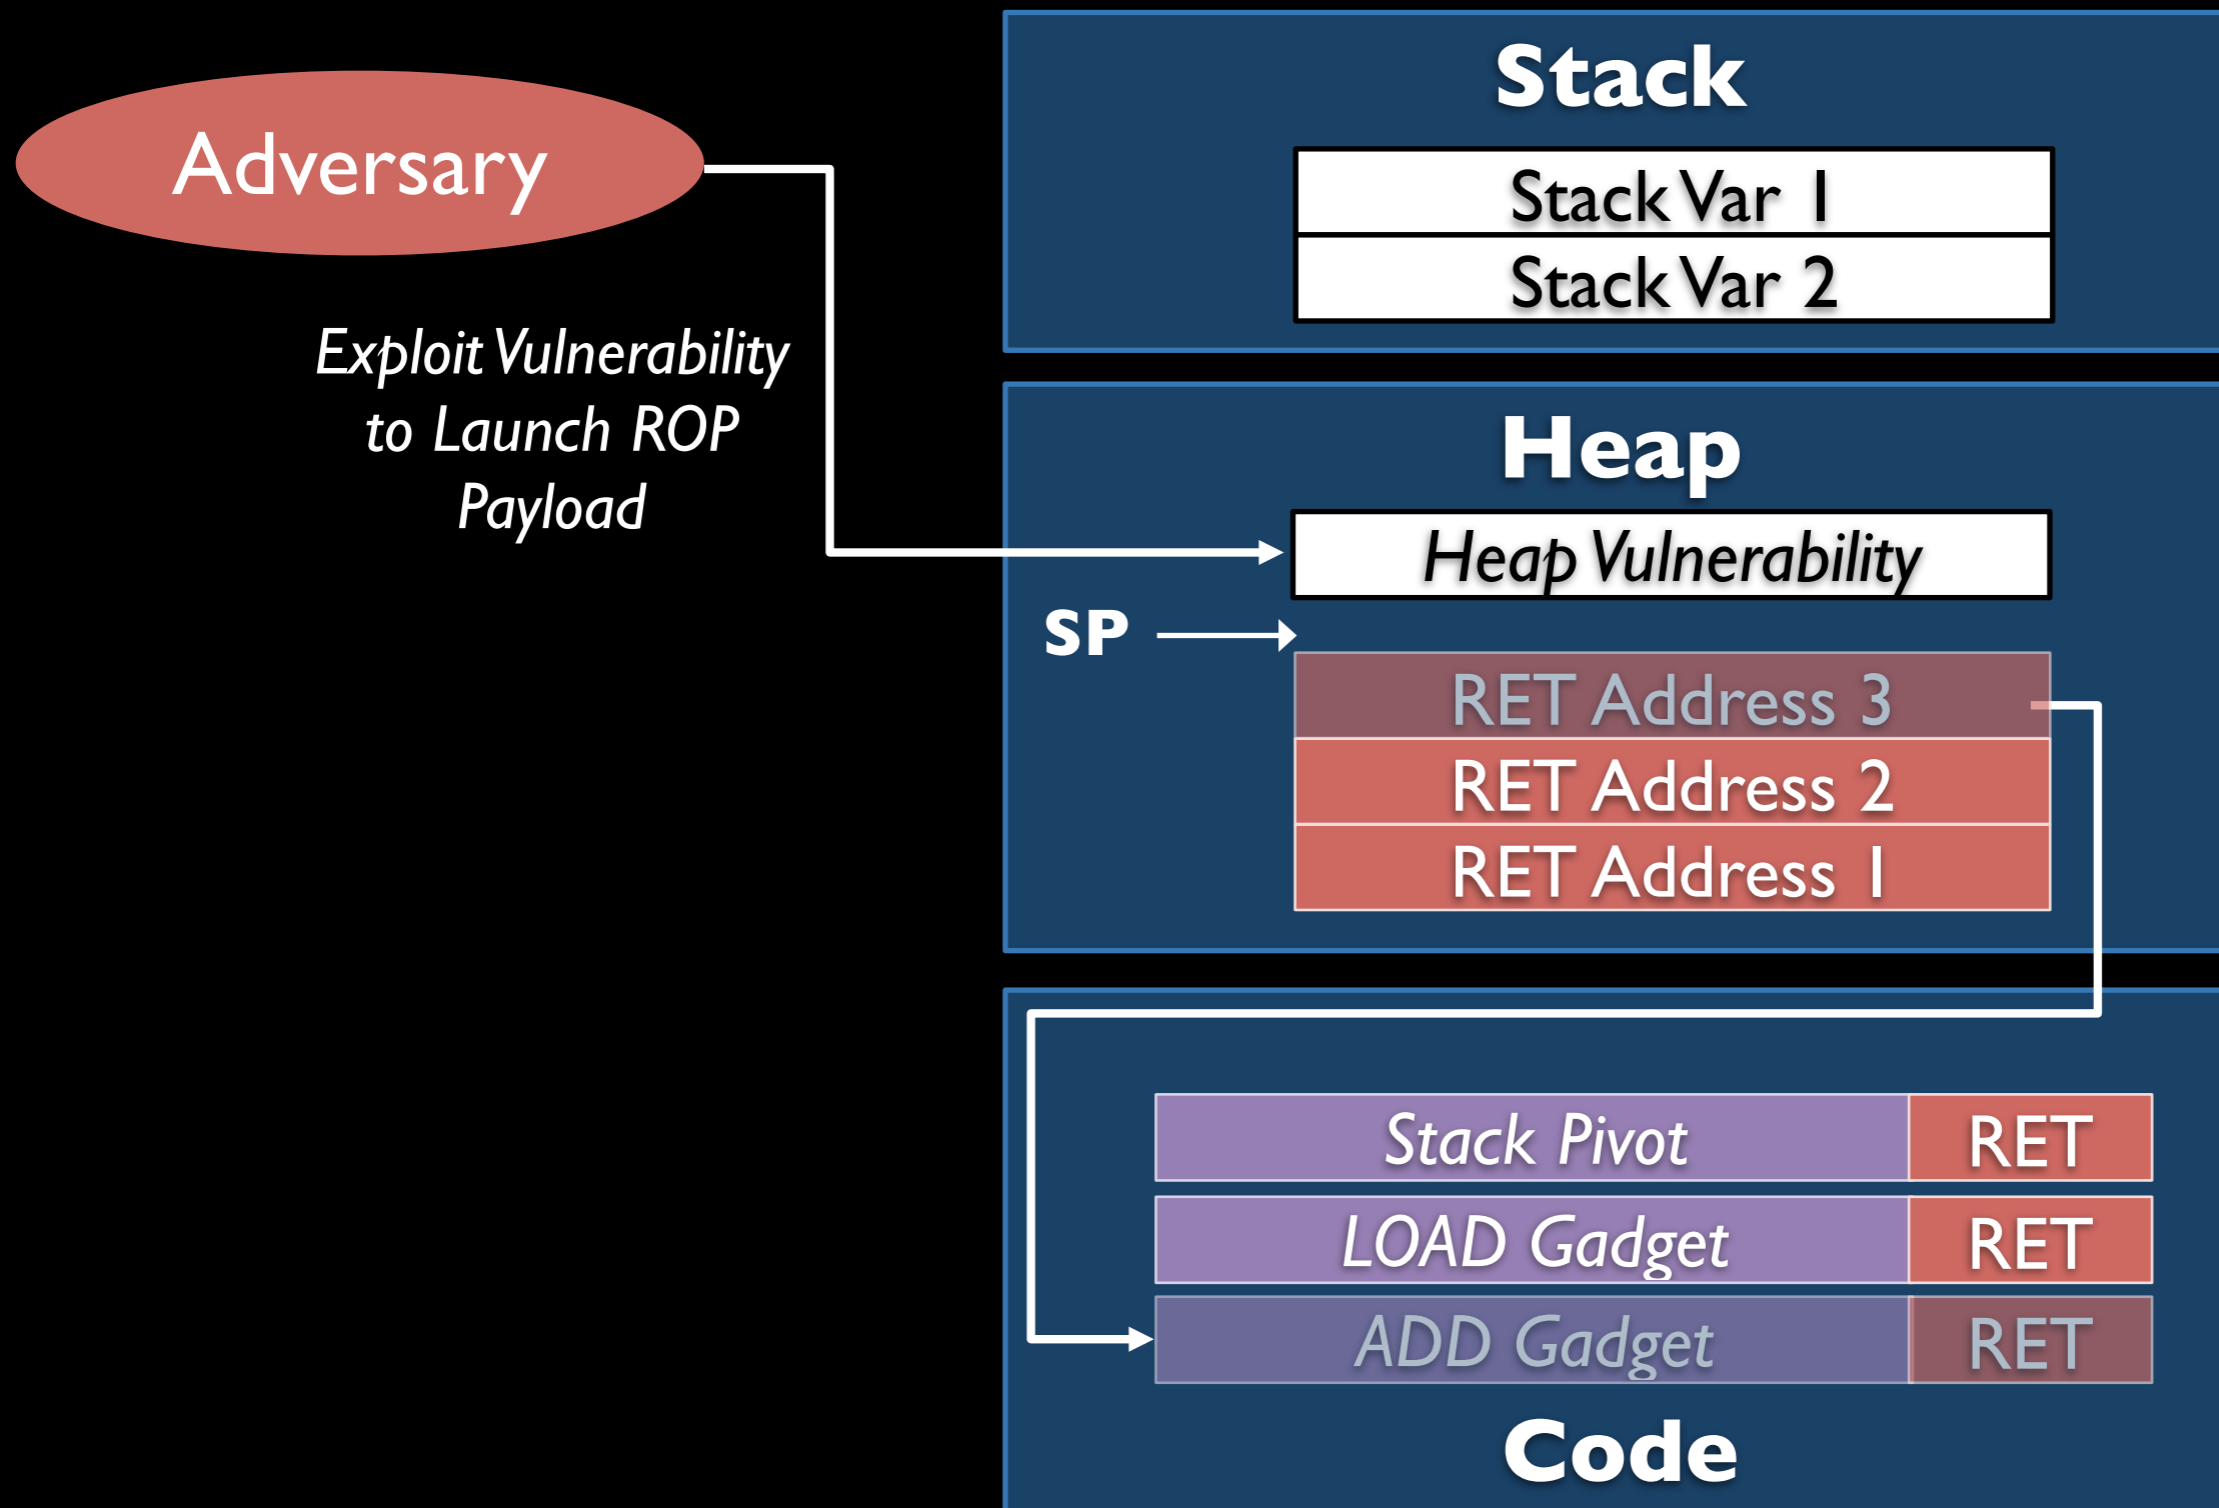 Adversary
Exploit Vulnerability
to Launch ROP
Payload
Stack
Stack Var 1
Stack Var 2
Heap
Heap Vulnerability
SP
RET Address 3
RET Address 2
RET Address 1
Stack Pivot RET
LOAD Gadget RET
ADD Gadget RET
Code